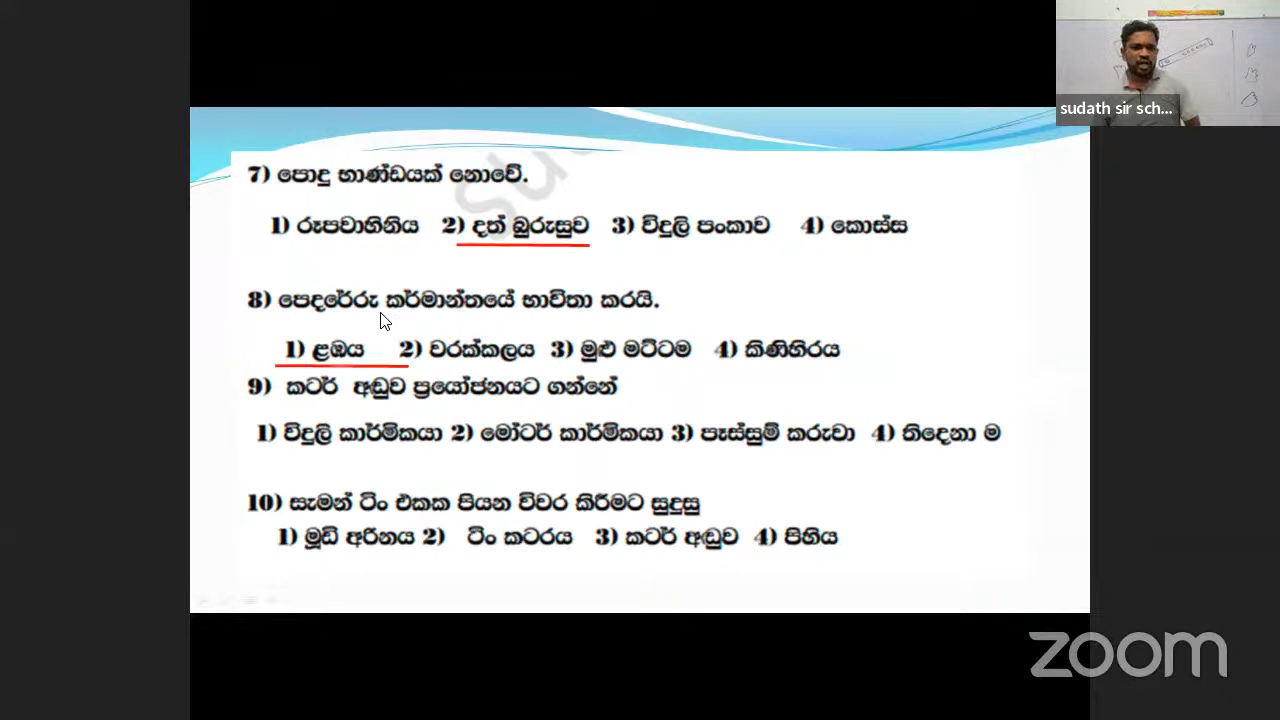 sudath sir sch...
7) පොදු භාණ්ඩයක් නොවේ.
1) රූපවාහිනිය 2) දත් බුරුසුව 3) විදුලි පංකාව 4) කොස්ස
8) පෙදරේරු කර්මාන්තයේ භාවිතා කරයි.
1) ළඹය 2) වරක්කලය 3) මුළු මට්ටම 4) කිණිහිරය
9) කටර් අඬුව ප්‍රයෝජනයට ගන්නේ
1) විදුලි කාර්මිකයා 2) මෝටර් කාර්මිකයා 3) පෑස්සුම් කරුවා 4) තිදෙනා ම
10) සැමන් ටිං එකක පියන විවර කිරීමට සුදුසු
1) මූඩි අරිනය 2) ටිං කටරය 3) කටර් අඬුව 4) පිහිය
zoom